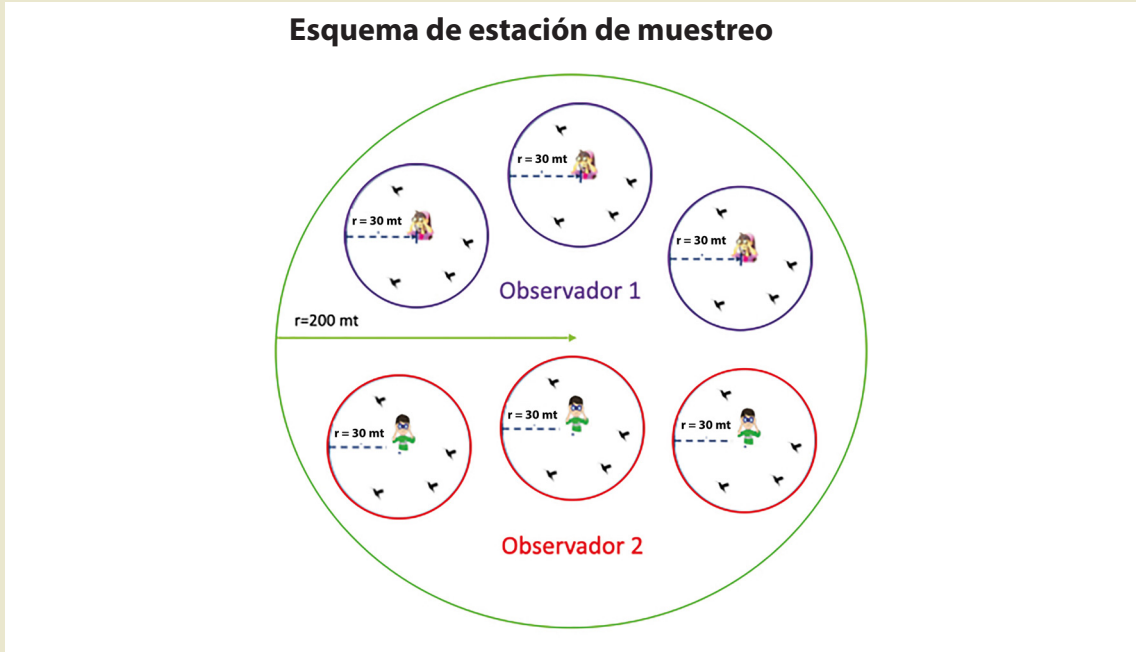 Esquema de estación de muestreo
r = 30 mt
r = 30 mt
r = 30 mt
Observador 1
r=200 mt
r = 30 mt
r = 30 mt
r = 30 mt
Observador 2